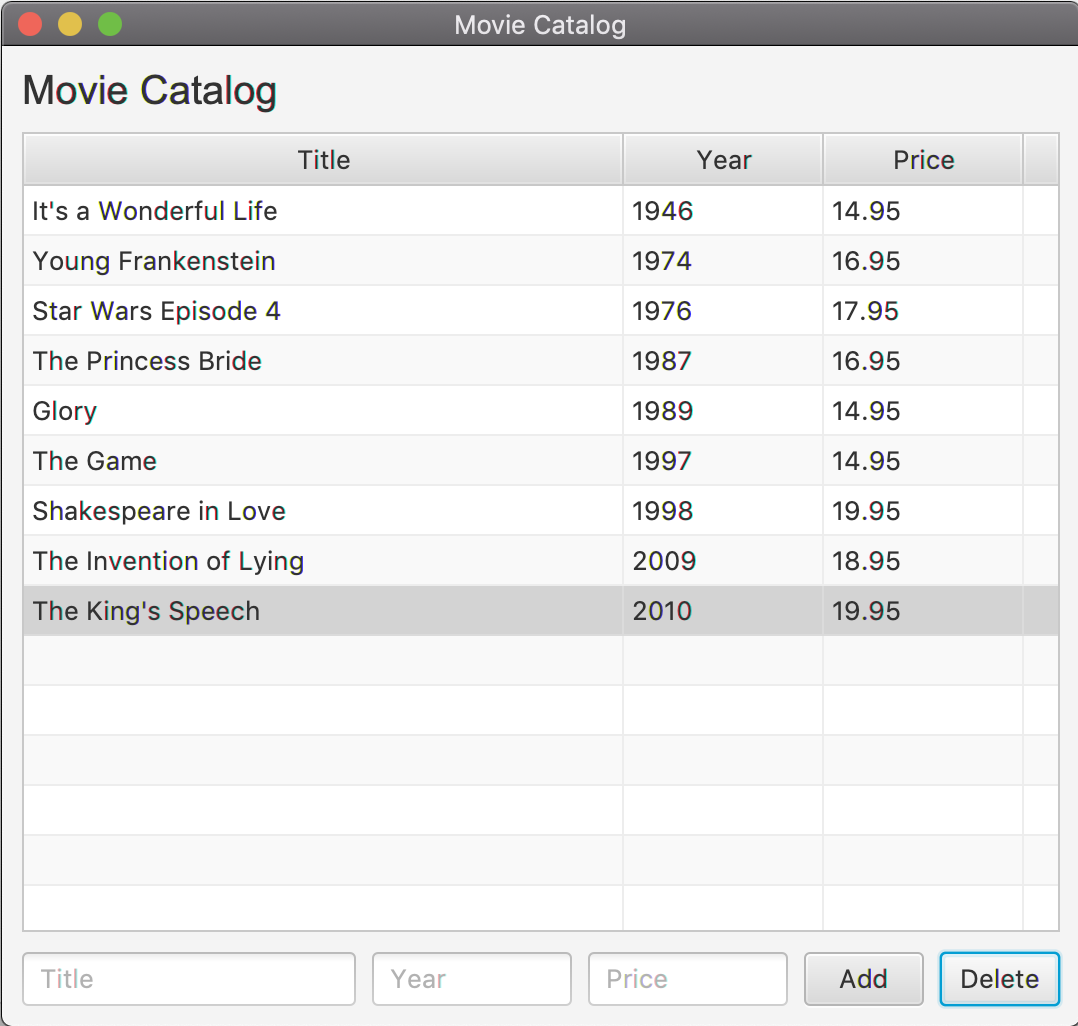 Movie Catalog
Movie Catalog
Title Year Price
It's a Wonderful Life 1946 14.95
Young Frankenstein 1974 16.95
Star Wars Episode 4 1976 17.95
The Princess Bride 1987 16.95
Glory 1989 14.95
The Game 1997 14.95
Shakespeare in Love 1998 19.95
The Invention of Lying 2009 18.95
The King's Speech 2010 19.95
Title Year Price Add Delete